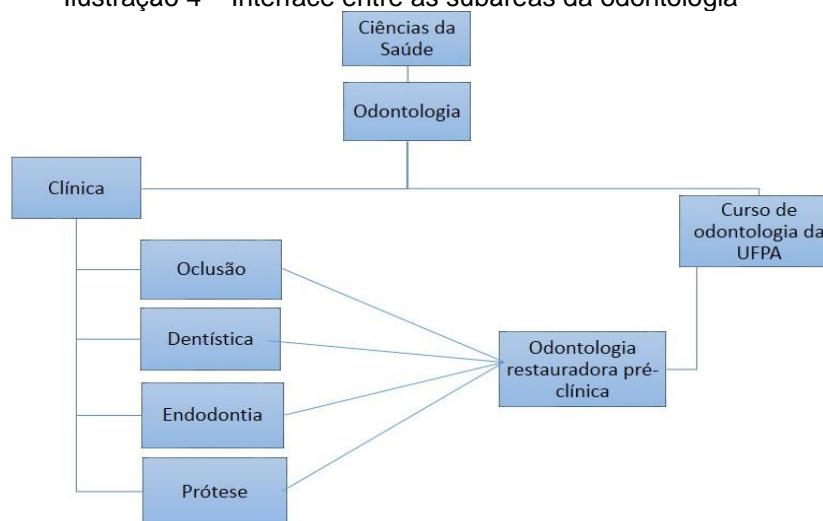 Ilustração 4 – Interface entre as subáreas da odontologia
Ciências da
Saúde
Odontologia
Clínica
Curso de
odontologia da
UFPA
Oclusão
Dentística
Odontologia
restauradora pré-
clínica
Endodontia
Prótese